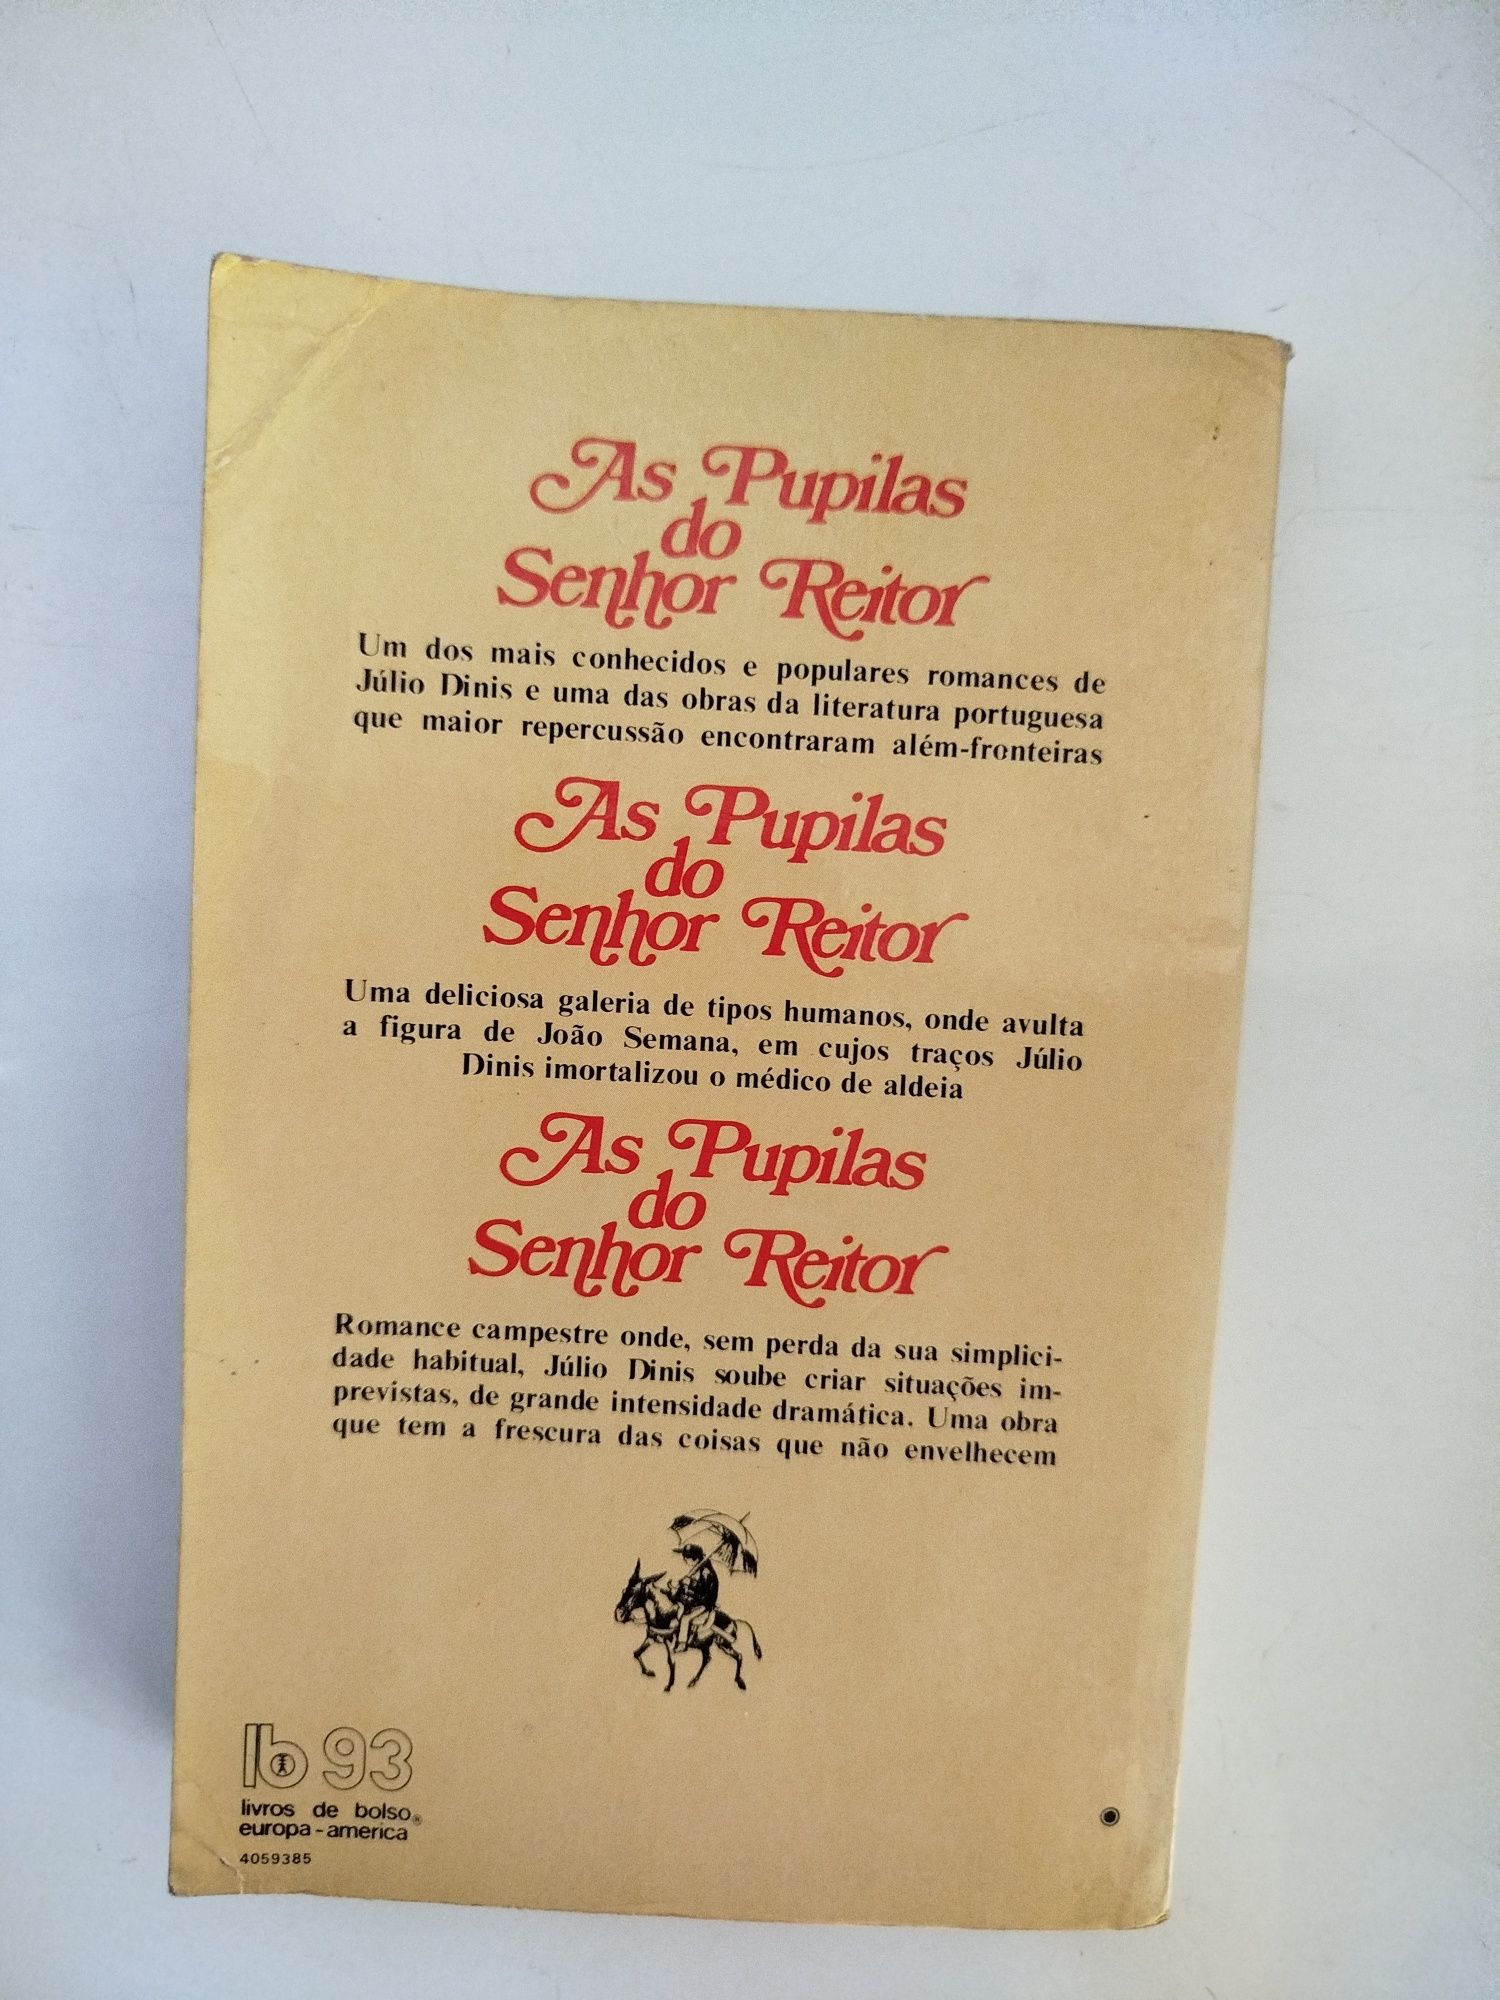 As Pupilas
do
Senhor Reitor
Um dos mais conhecidos e populares romances de
Júlio Dinis e uma das obras da literatura portuguesa
que maior repercussão encontraram além-fronteiras
As Pupilas
do
Senhor Reitor
Uma deliciosa galeria de tipos humanos, onde avulta
a figura de João Semana, em cujos traços Júlio
Dinis imortalizou o médico de aldeia
As Pupilas
do
Senhor Reitor
Romance campestre onde, sem perda da sua simplici-
dade habitual, Júlio Dinis soube criar situações im-
previstas, de grande intensidade dramática. Uma obra
que tem a frescura das coisas que não envelhecem
lb 93
livros de bolso®
europa-america
4059385